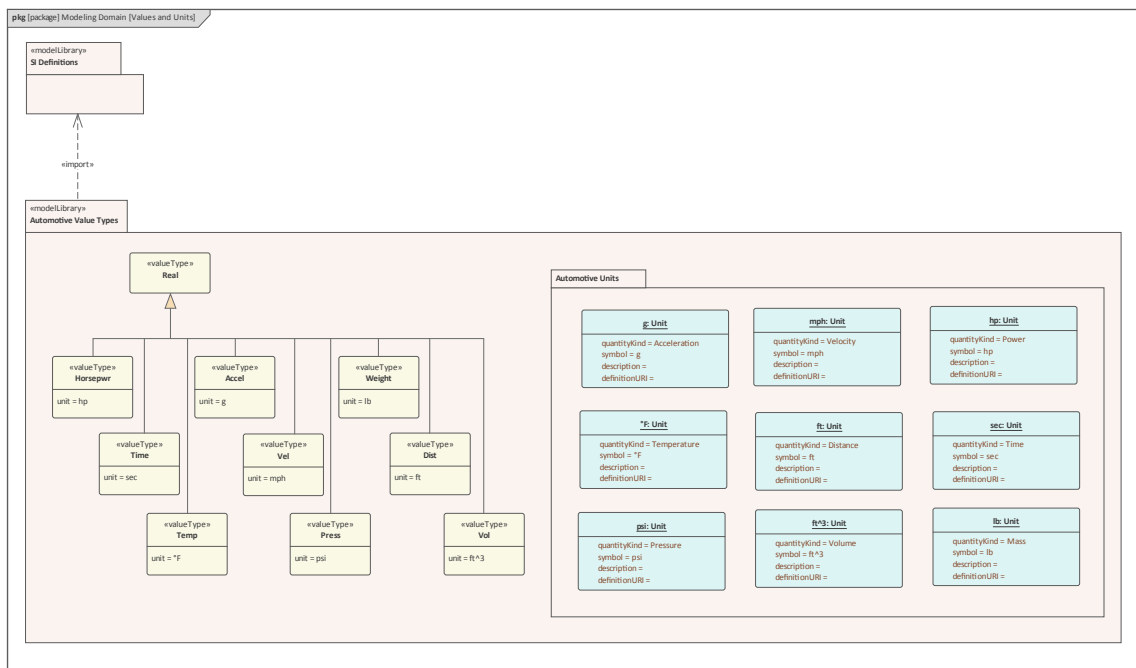 pkg [package] Modeling Domain [Values and Units]
«modelLibrary»
SI Definitions
«import»
«modelLibrary»
Automotive Value Types
«valueType»
Real
«valueType»
Horsepwr
unit = hp
«valueType»
Accel
unit = g
«valueType»
Weight
unit = lb
«valueType»
Time
unit = sec
«valueType»
Vel
unit = mph
«valueType»
Dist
unit = ft
«valueType»
Temp
unit = °F
«valueType»
Press
unit = psi
«valueType»
Vol
unit = ft^3
Automotive Units
g: Unit
quantityKind = Acceleration
symbol = g
description =
definitionURI =
mph: Unit
quantityKind = Velocity
symbol = mph
description =
definitionURI =
hp: Unit
quantityKind = Power
symbol = hp
description =
definitionURI =
°F: Unit
quantityKind = Temperature
symbol = °F
description =
definitionURI =
ft: Unit
quantityKind = Distance
symbol = ft
description =
definitionURI =
sec: Unit
quantityKind = Time
symbol = sec
description =
definitionURI =
psi: Unit
quantityKind = Pressure
symbol = psi
description =
definitionURI =
ft^3: Unit
quantityKind = Volume
symbol = ft^3
description =
definitionURI =
lb: Unit
quantityKind = Mass
symbol = lb
description =
definitionURI =